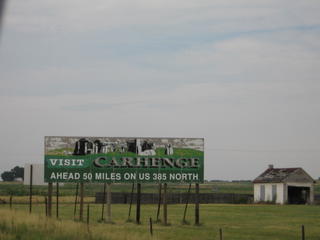 VISIT CARHENGE
AHEAD 50 MILES ON US 385 NORTH